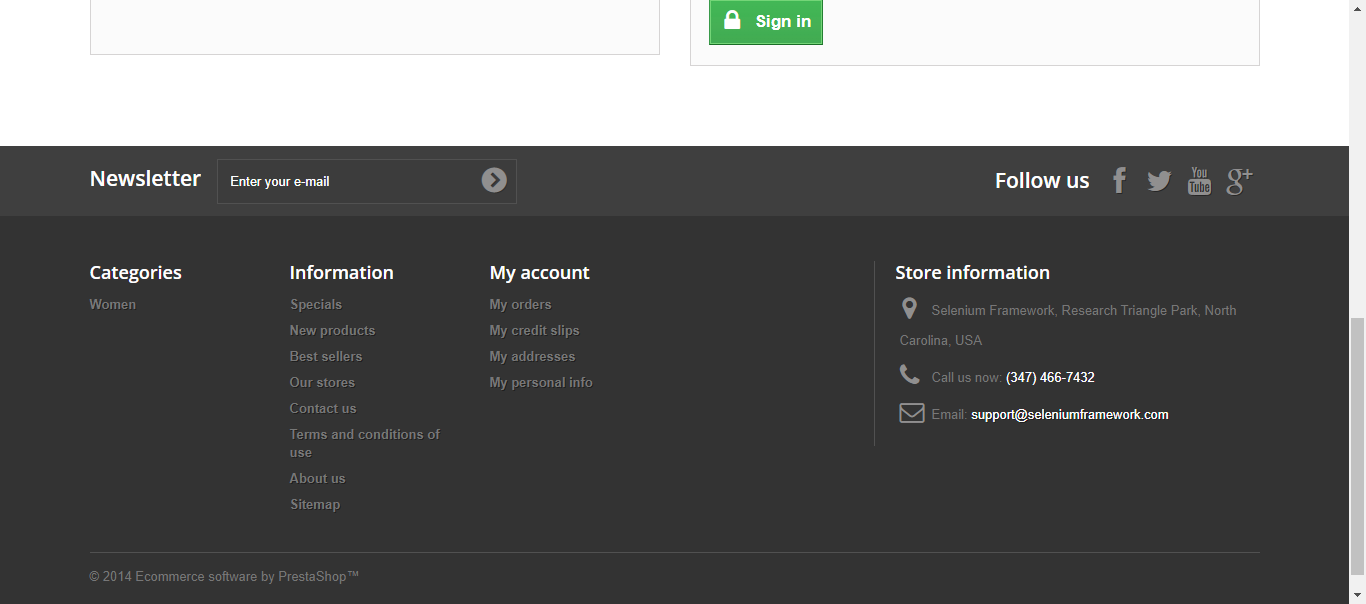 Sign in
Newsletter
Enter your e-mail
Follow us
You
Tube
g+
Categories
Women
Information
Specials
New products
Best sellers
Our stores
Contact us
Terms and conditions of
use
About us
Sitemap
My account
My orders
My credit slips
My addresses
My personal info
Store information
Selenium Framework, Research Triangle Park, North
Carolina, USA
Call us now: (347) 466-7432
Email: support@seleniumframework.com
© 2014 Ecommerce software by PrestaShop™